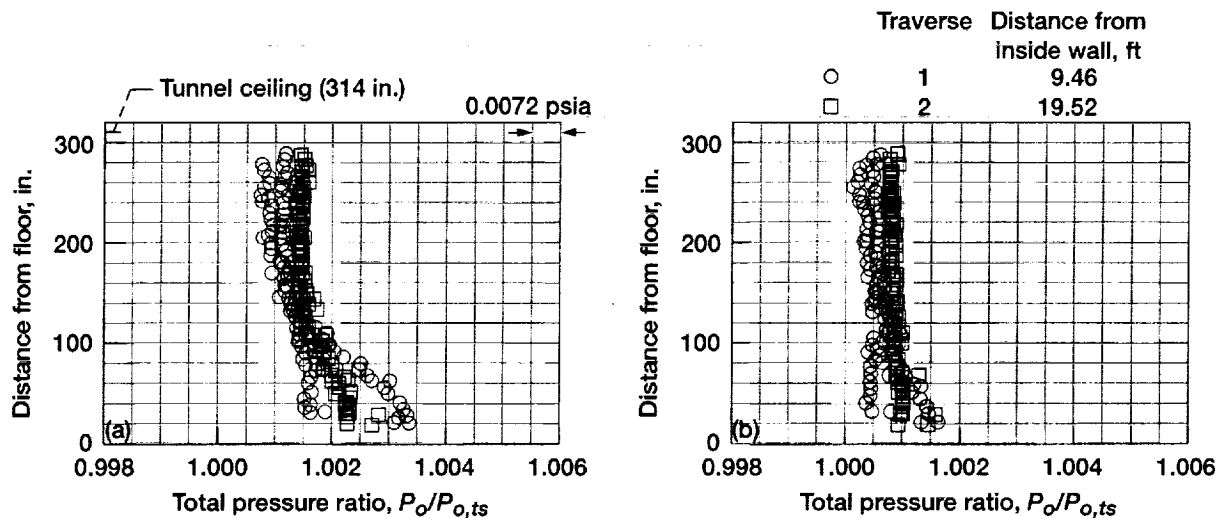 Traverse Distance from
inside wall, ft
1 9.46
2 19.52
Tunnel ceiling (314 in.)
0.0072 psia
Distance from floor, in.
300
200
100
0
(a)
0.998 1.000 1.002 1.004 1.006
Total pressure ratio, Po/Po,ts
Distance from floor, in.
300
200
100
0
(b)
0.998 1.000 1.002 1.004 1.006
Total pressure ratio, Po/Po,ts